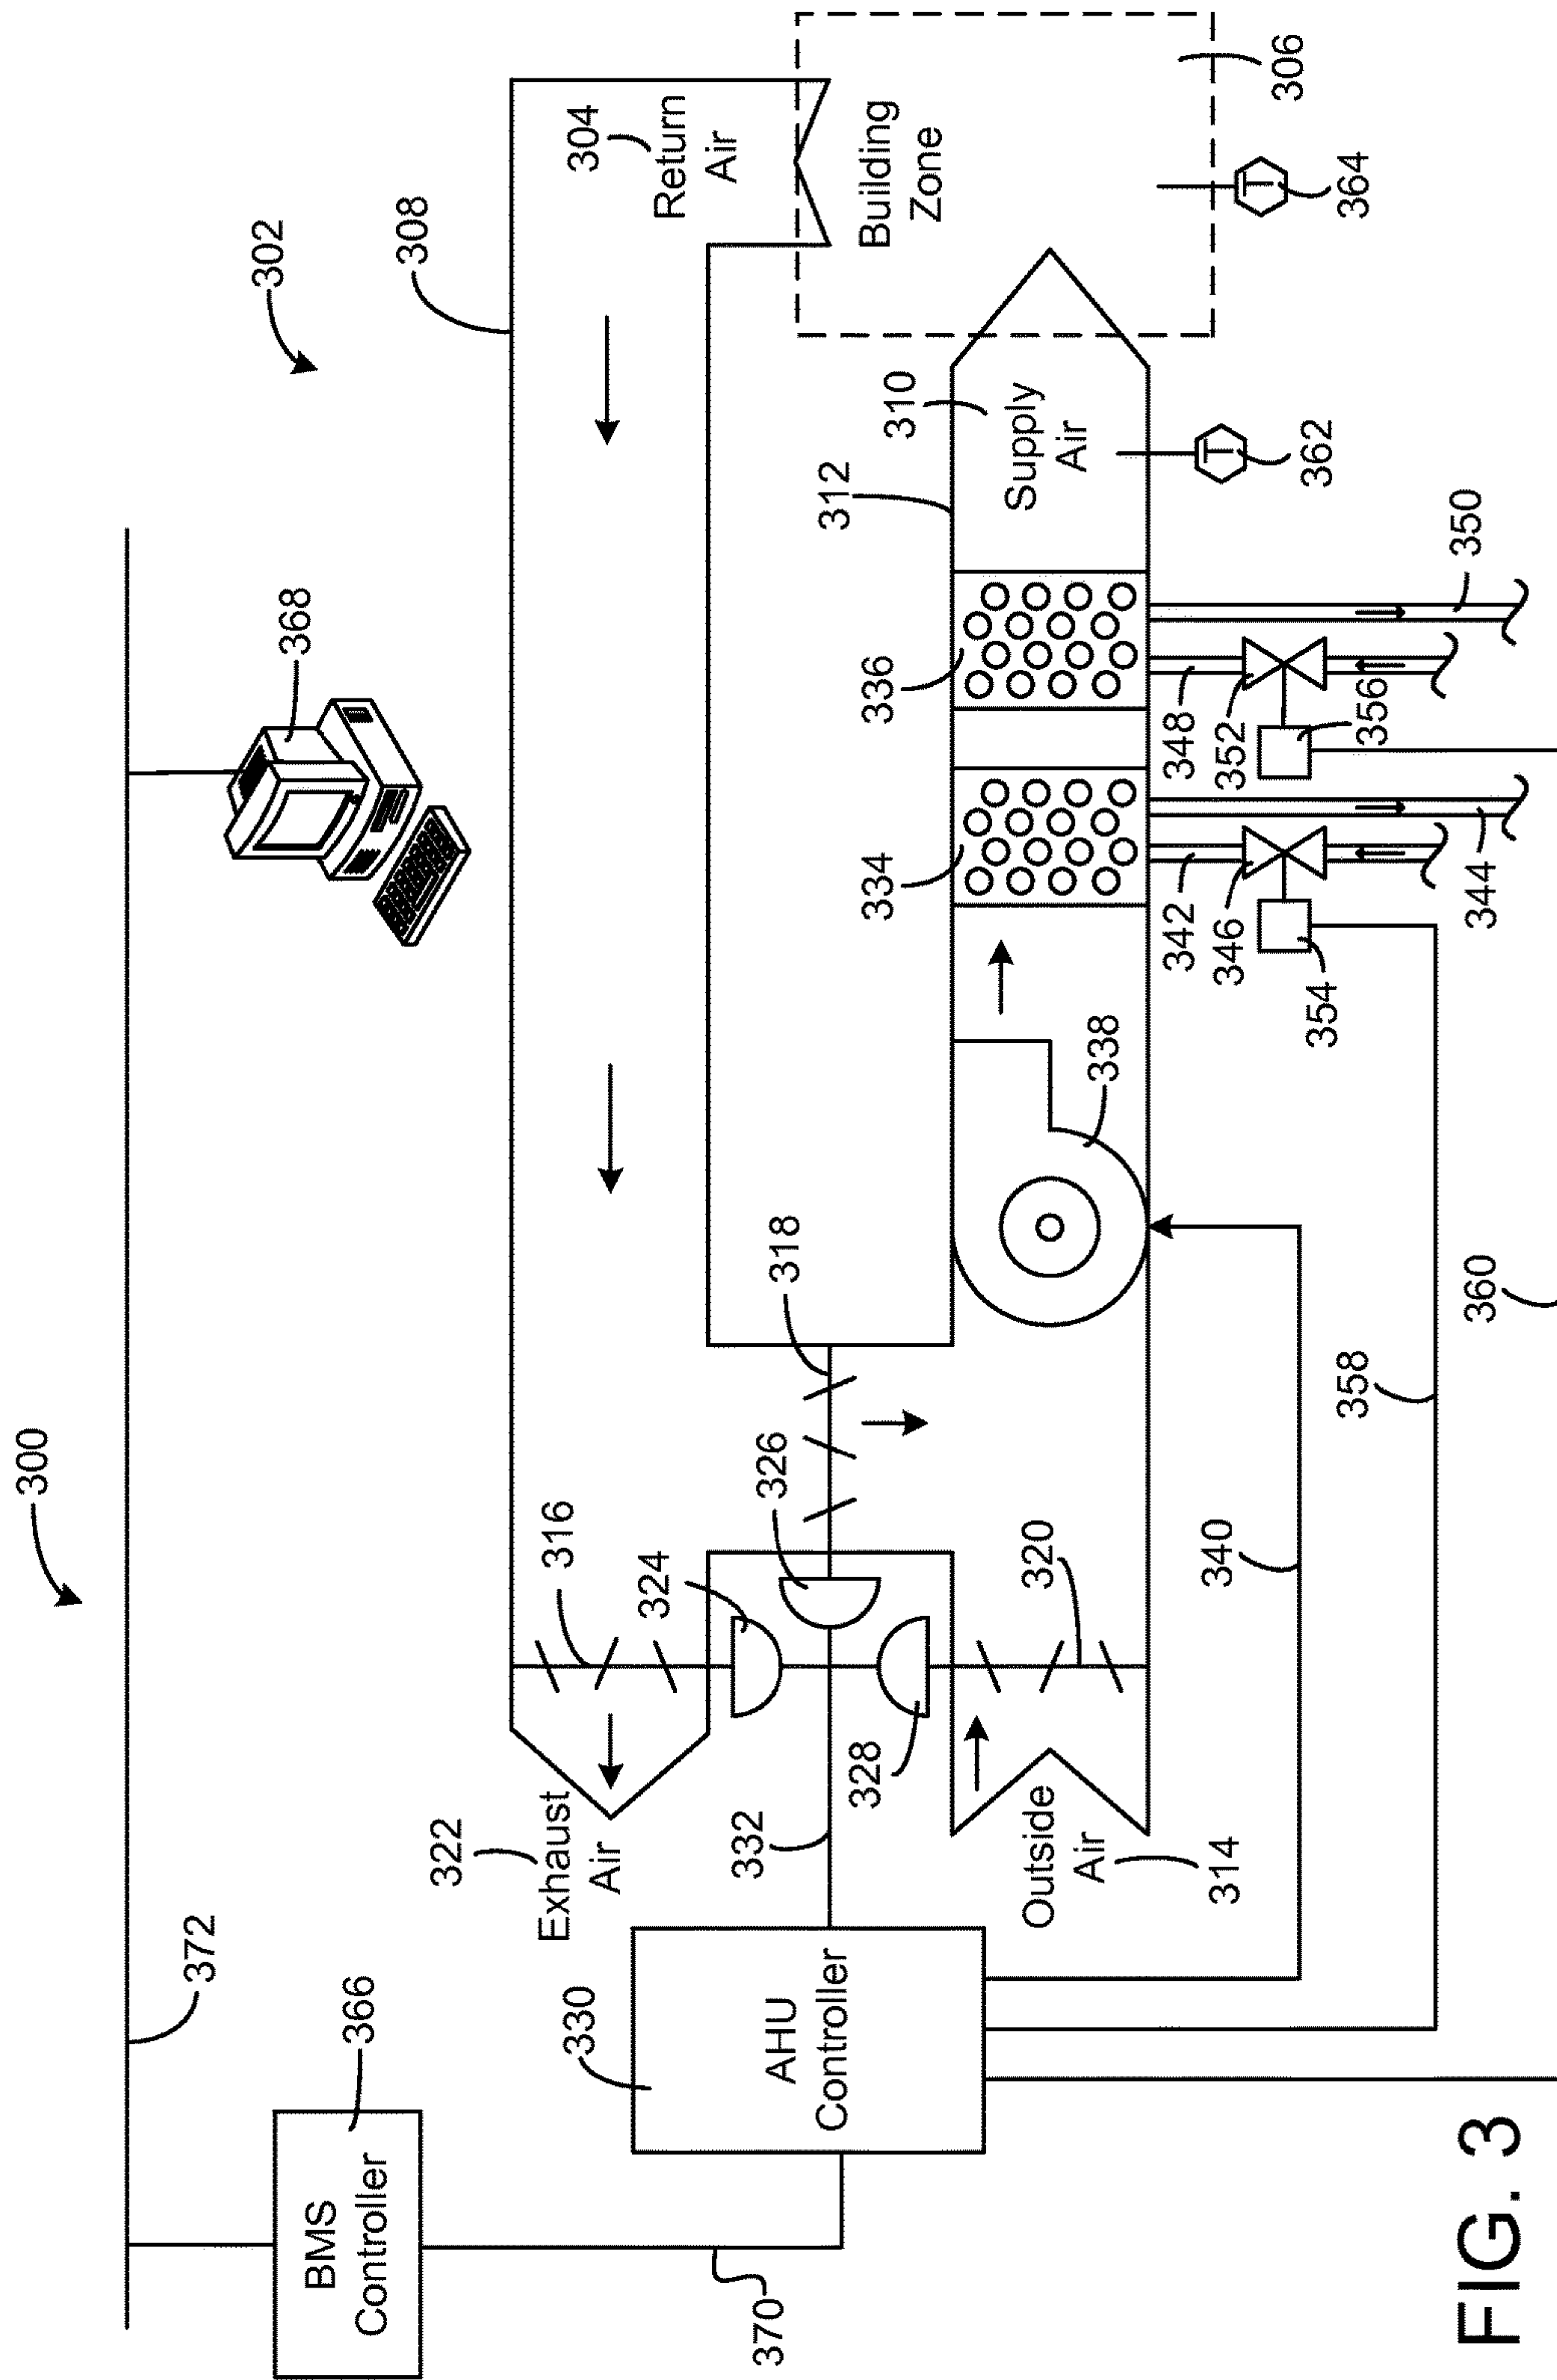 300
372
BMS
Controller
366
368
302
370
322
Exhaust
Air
316
308
304
Return
Air
324
330
AHU
Controller
332
326
318
328
Building
Zone
306
Outside
Air
314
320
338
334
336
312
310
Supply
Air
342
346
354
348
352
356
362
364
340
358
344
350
360
T
T
FIG. 3